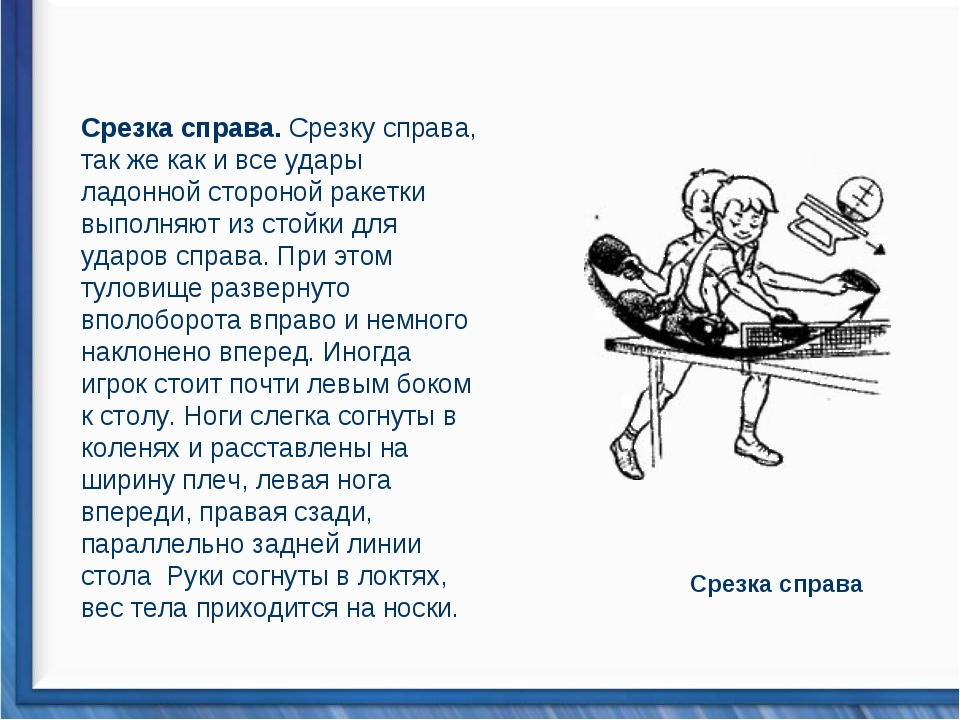 Срезка справа. Срезку справа,
так же как и все удары
ладонной стороной ракетки
выполняют из стойки для
ударов справа. При этом
туловище развернуто
вполоборота вправо и немного
наклонено вперед. Иногда
игрок стоит почти левым боком
к столу. Ноги слегка согнуты в
коленях и расставлены на
ширину плеч, левая нога
впереди, правая сзади,
параллельно задней линии
стола  Руки согнуты в локтях,
вес тела приходится на носки.
Срезка справа